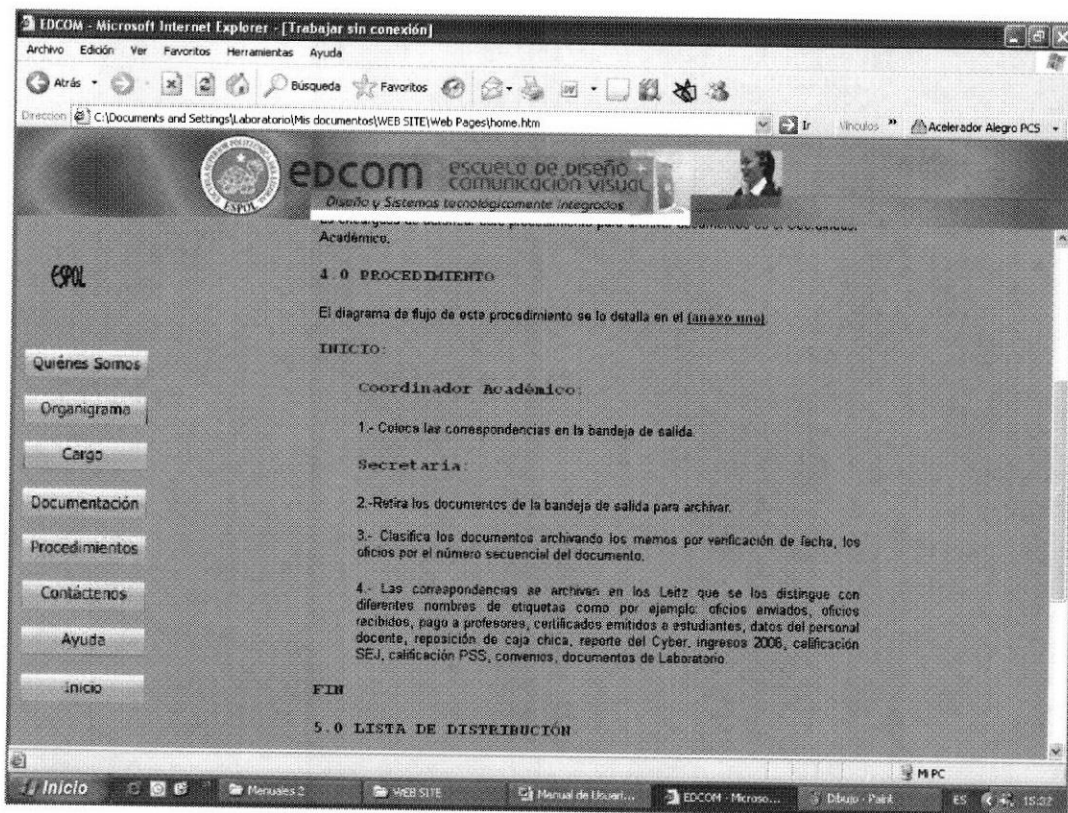 EDCOM - Microsoft Internet Explorer - [Trabajar sin conexión]
Archivo Edición Ver Favoritos Herramientas Ayuda
Atrás Búsqueda Favoritos
Dirección C:\Documents and Settings\Laboratorio\Mis documentos\WEB SITE\Web Pages\home.htm Ir Vínculos » Acelerador Alegro PCS
ESPOL
EDCOM escuela de diseño
comunicación visual
Diseño y Sistemas tecnológicamente integrados
Académico.
ESPOL
4.0 PROCEDIMIENTO
El diagrama de flujo de este procedimiento se lo detalla en el (anexo uno)
INICIO:
Quiénes Somos
Organigrama
Cargo
Documentación
Procedimientos
Contáctenos
Ayuda
Inicio
Coordinador Académico:
1.- Coloca las correspondencias en la bandeja de salida.
Secretaria:
2.-Retira los documentos de la bandeja de salida para archivar.
3.- Clasifica los documentos archivando los memos por verificación de fecha, los
oficios por el número secuencial del documento.
4.- Las correspondencias se archivan en los Leitz que se los distingue con
diferentes nombres de etiquetas como por ejemplo: oficios enviados, oficios
recibidos, pago a profesores, certificados emitidos a estudiantes, datos del personal
docente, reposición de caja chica, reporte del Cyber, ingresos 2006, calificación
SEJ, calificación PSS, convenios, documentos de Laboratorio.
FIN
5.0 LISTA DE DISTRIBUCIÓN
Mi PC
Inicio Manuales 2 WEB SITE Manual de Usuari... EDCOM - Microso... Dibujo - Paint ES 15:02